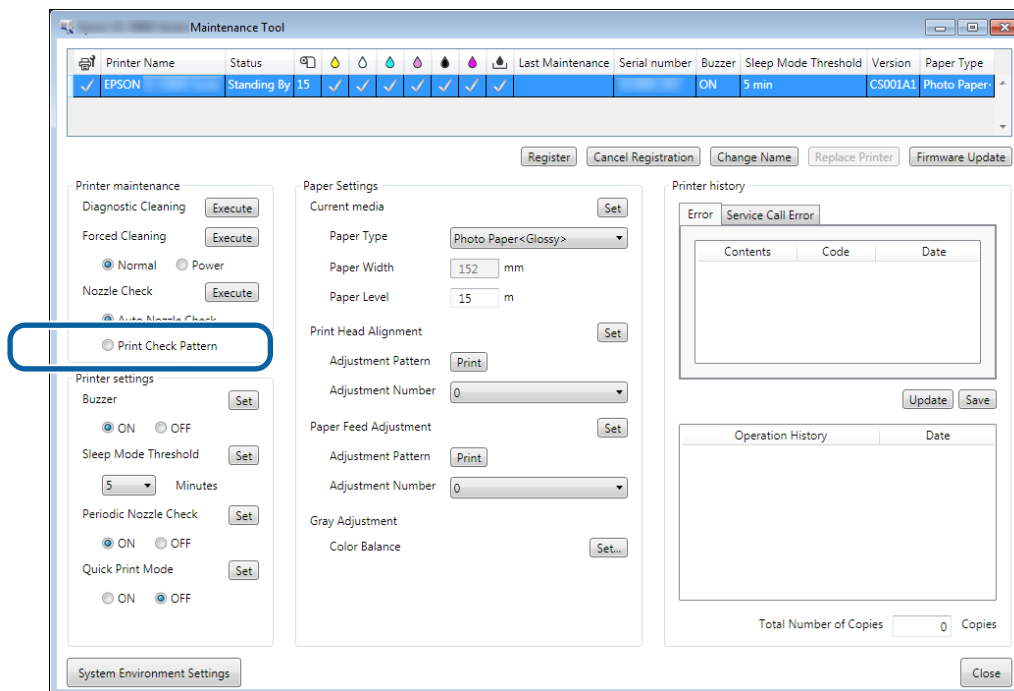 Maintenance Tool
Printer Name Status Last Maintenance Serial number Buzzer Sleep Mode Threshold Version Paper Type
EPSON Standing By 15 ON 5 min CS001A1 Photo Paper
Register Cancel Registration Change Name Replace Printer Firmware Update
Printer maintenance
Diagnostic Cleaning Execute
Forced Cleaning Execute
Normal Power
Nozzle Check Execute
Auto Nozzle Check
Print Check Pattern
Printer settings
Buzzer Set
ON OFF
Sleep Mode Threshold Set
5 Minutes
Periodic Nozzle Check Set
ON OFF
Quick Print Mode Set
ON OFF
Paper Settings
Current media Set
Paper Type Photo Paper<Glossy>
Paper Width 152 mm
Paper Level 15 m
Print Head Alignment Set
Adjustment Pattern Print
Adjustment Number 0
Paper Feed Adjustment Set
Adjustment Pattern Print
Adjustment Number 0
Gray Adjustment
Color Balance Set...
Printer history
Error Service Call Error
Contents Code Date
Update Save
Operation History Date
Total Number of Copies 0 Copies
System Environment Settings Close